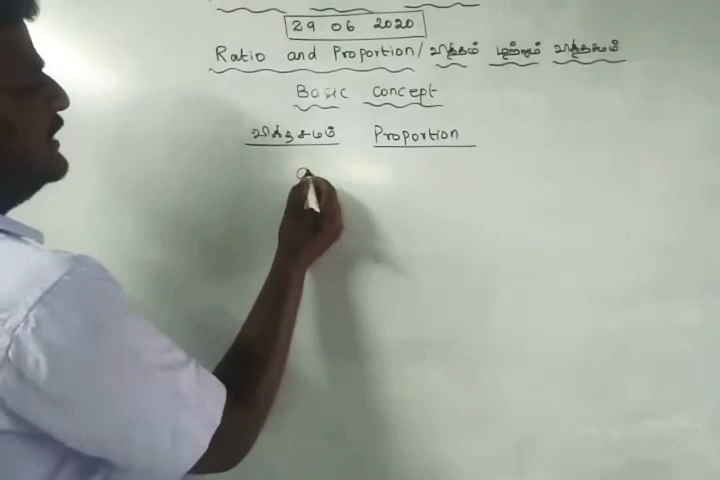 29 06 2020
Ratio and Proportion / விகிதம் மற்றும் விகிதசமம்
Basic Concept
விகிதசமம் Proportion
a